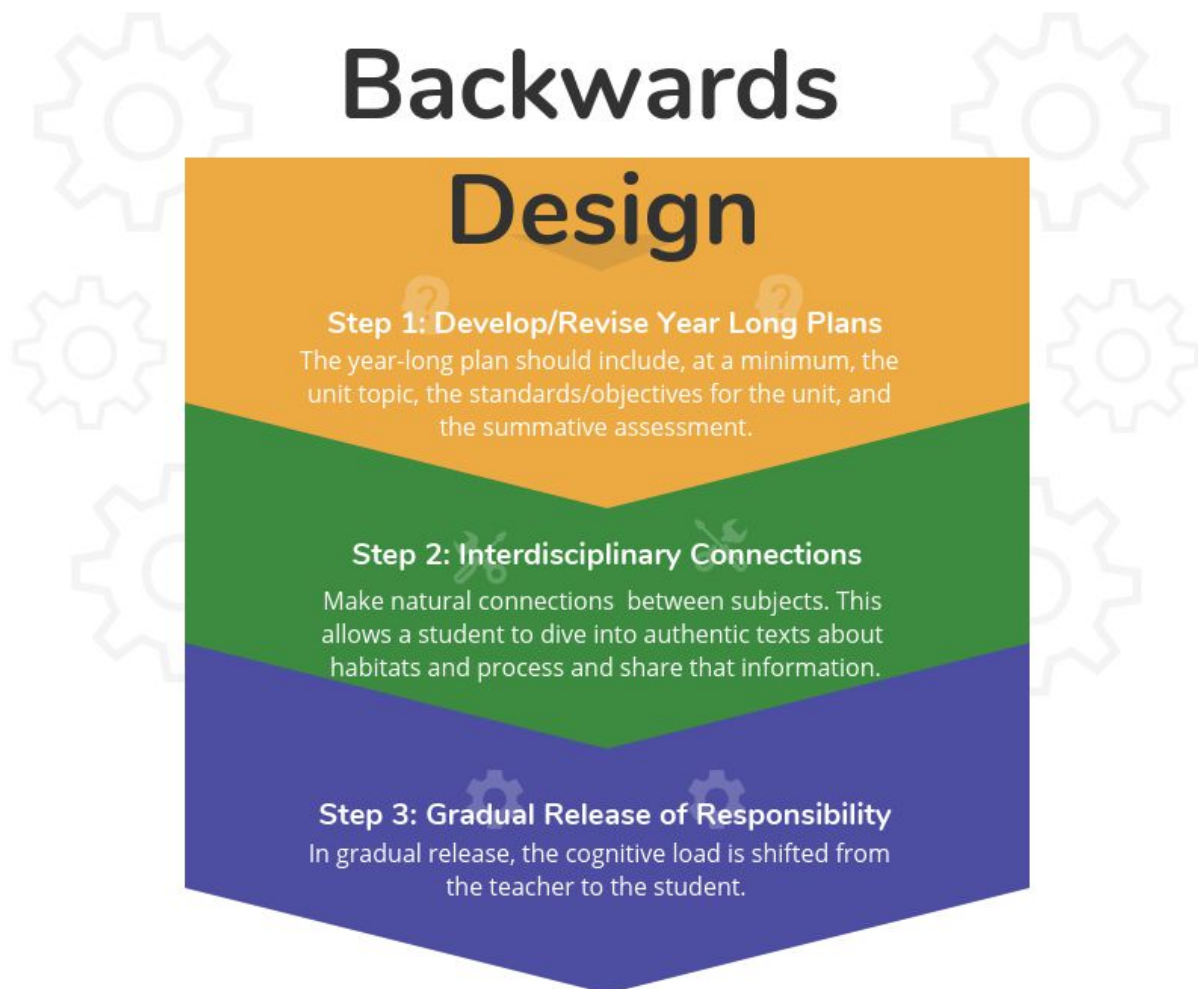 Backwards
Design
Step 1: Develop/Revise Year Long Plans
The year-long plan should include, at a minimum, the
unit topic, the standards/objectives for the unit, and
the summative assessment.
Step 2: Interdisciplinary Connections
Make natural connections  between subjects. This
allows a student to dive into authentic texts about
habitats and process and share that information.
Step 3: Gradual Release of Responsibility
In gradual release, the cognitive load is shifted from
the teacher to the student.